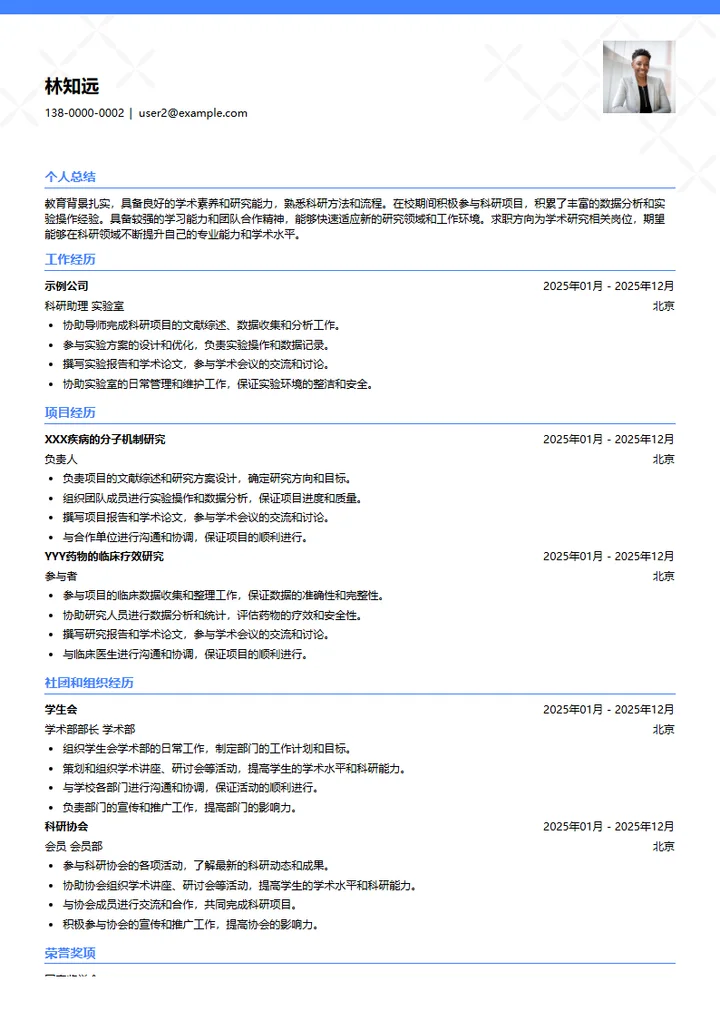 林知远
138-0000-0002 | user2@example.com
个人总结
教育背景扎实，具备良好的学术素养和研究能力，熟悉科研方法和流程。在校期间积极参与科研项目，积累了丰富的数据分析和实
验操作经验。具备较强的学习能力和团队合作精神，能够快速适应新的研究领域和工作环境。求职方向为学术研究相关岗位，期望
能够在科研领域不断提升自己的专业能力和学术水平。
工作经历
示例公司 2025年01月 - 2025年12月
科研助理 实验室 北京
• 协助导师完成科研项目的文献综述、数据收集和分析工作。
• 参与实验方案的设计和优化，负责实验操作和数据记录。
• 撰写实验报告和学术论文，参与学术会议的交流和讨论。
• 协助实验室的日常管理和维护工作，保证实验环境的整洁和安全。
项目经历
XXX疾病的分子机制研究 2025年01月 - 2025年12月
负责人 北京
• 负责项目的文献综述和研究方案设计，确定研究方向和目标。
• 组织团队成员进行实验操作和数据分析，保证项目进度和质量。
• 撰写项目报告和学术论文，参与学术会议的交流和讨论。
• 与合作单位进行沟通和协调，保证项目的顺利进行。
YYY药物的临床疗效研究 2025年01月 - 2025年12月
参与者 北京
• 参与项目的临床数据收集和整理工作，保证数据的准确性和完整性。
• 协助研究人员进行数据分析和统计，评估药物的疗效和安全性。
• 撰写研究报告和学术论文，参与学术会议的交流和讨论。
• 与临床医生进行沟通和协调，保证项目的顺利进行。
社团和组织经历
学生会 2025年01月 - 2025年12月
学术部部长 学术部 北京
• 组织学生会学术部的日常工作，制定部门的工作计划和目标。
• 策划和组织学术讲座、研讨会等活动，提高学生的学术水平和科研能力。
• 与学校各部门进行沟通和协调，保证活动的顺利进行。
• 负责部门的宣传和推广工作，提高部门的影响力。
科研协会 2025年01月 - 2025年12月
会员 会员部 北京
• 参与科研协会的各项活动，了解最新的科研动态和成果。
• 协助协会组织学术讲座、研讨会等活动，提高学生的学术水平和科研能力。
• 与协会成员进行交流和合作，共同完成科研项目。
• 积极参与协会的宣传和推广工作，提高协会的影响力。
荣誉奖项